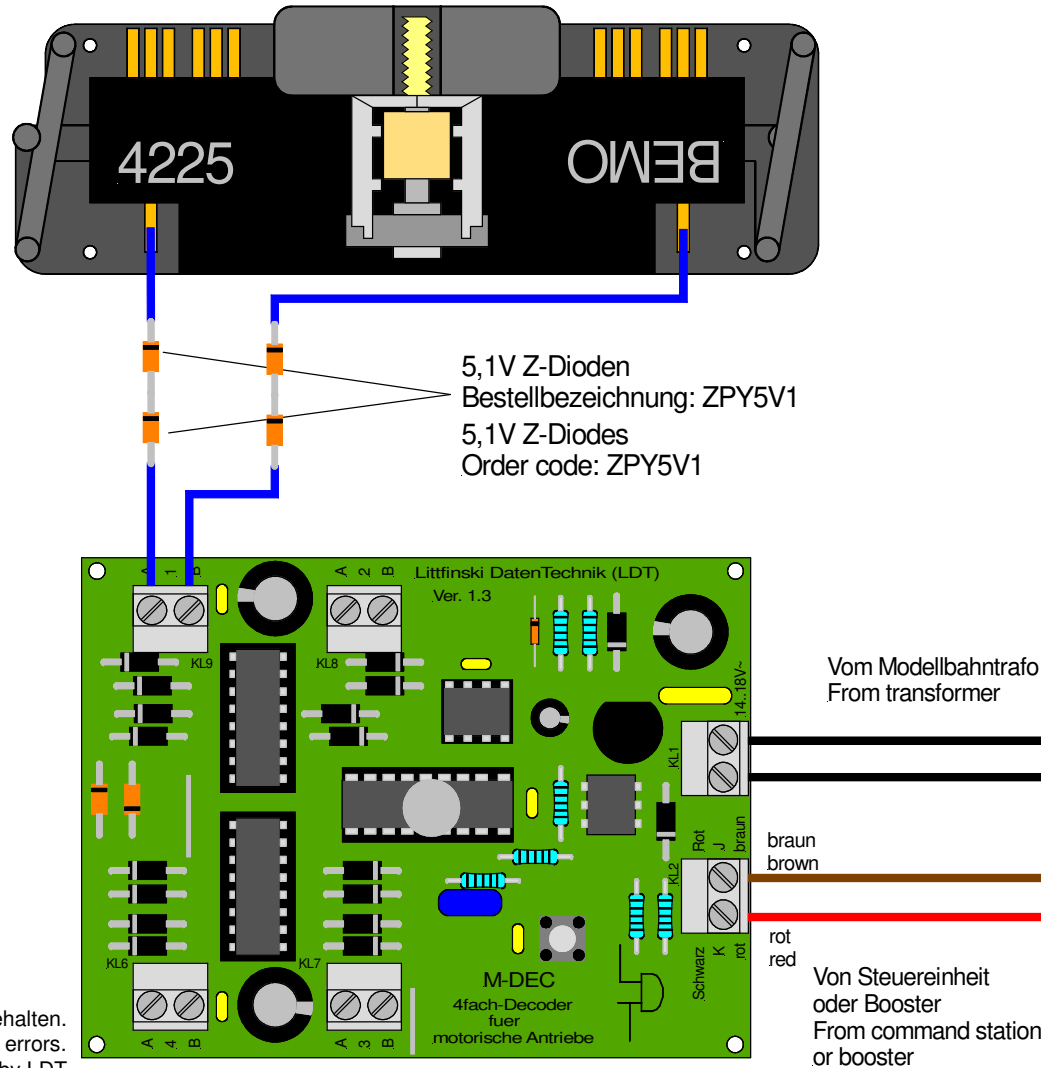 4225
BEMO
5,1V Z-Dioden
Bestellbezeichnung: ZPY5V1
5,1V Z-Diodes
Order code: ZPY5V1
A 1 B
A 2 B
Littfinski DatenTechnik (LDT)
Ver. 1.3
KL9
KL8
14..18V~
Vom Modellbahntrafo
From transformer
KL1
Rot J braun
braun
brown
KL2
rot
red
Schwarz K rot
Von Steuereinheit
oder Booster
From command station
or booster
KL6
KL7
M-DEC
4fach-Decoder
fuer
motorische Antriebe
A 4 B
A 3 B
ehalten.
errors.
by LDT